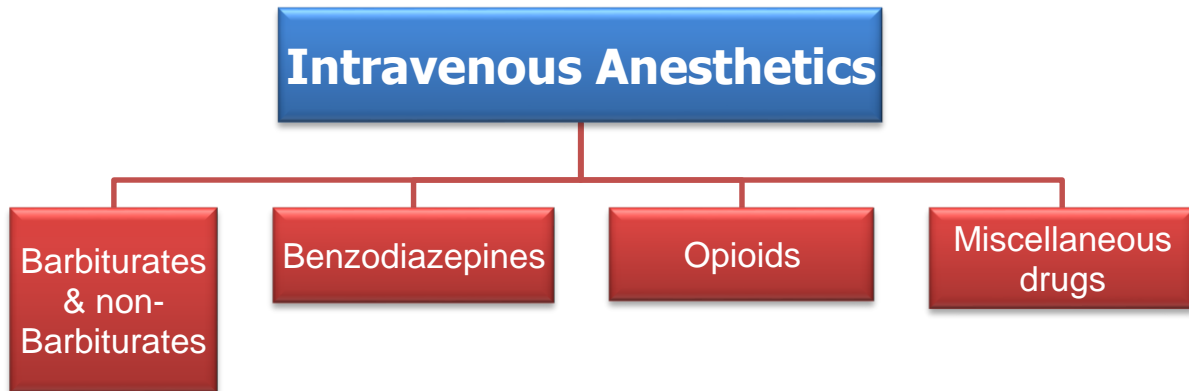 Intravenous Anesthetics
Barbiturates
& non-
Barbiturates
Benzodiazepines
Opioids
Miscellaneous
drugs